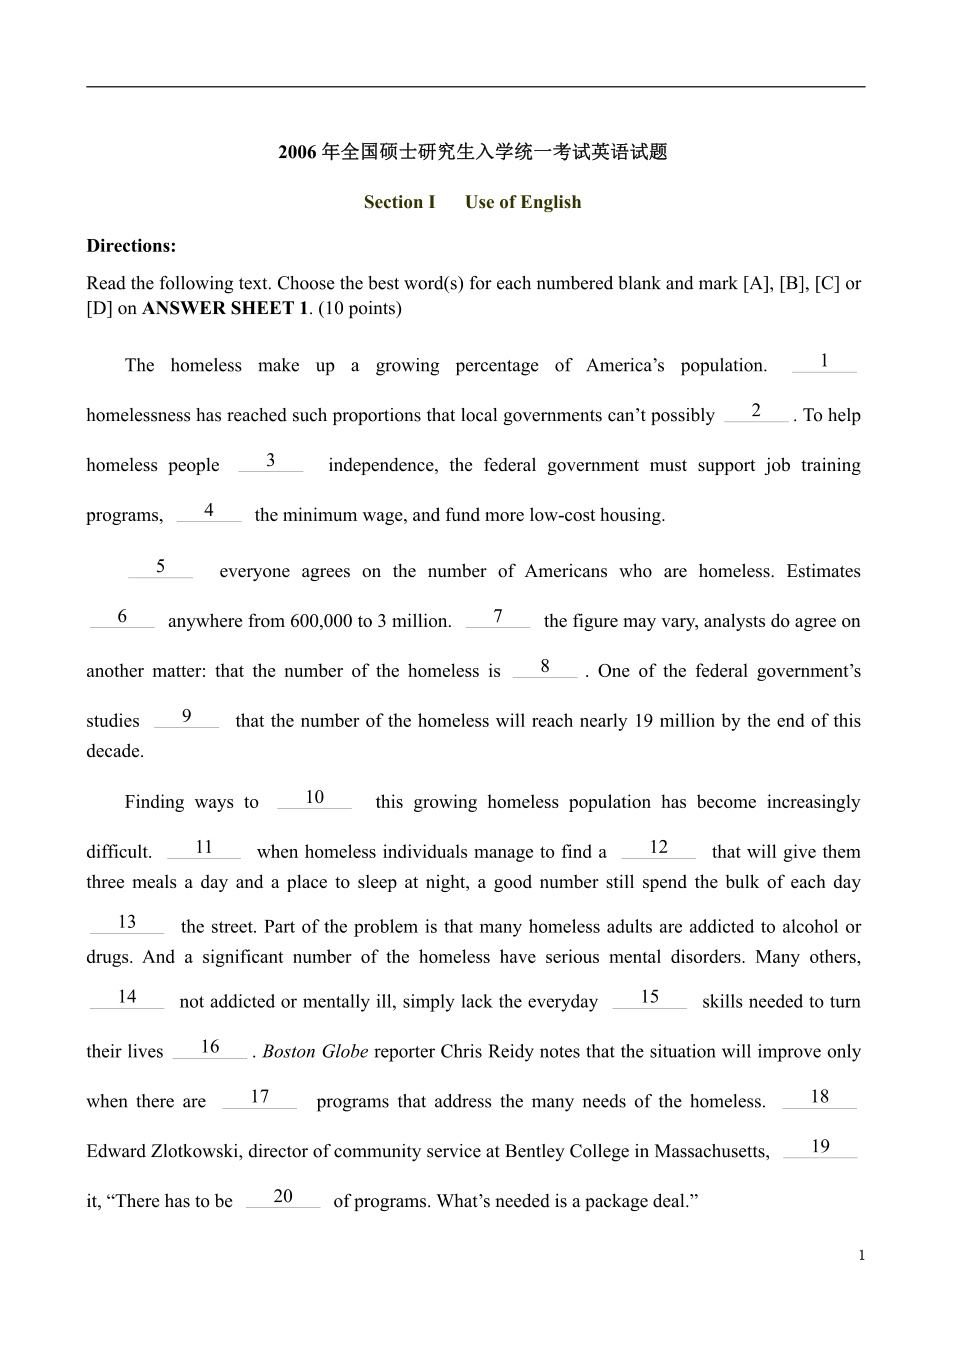 2006 年全国硕士研究生入学统一考试英语试题
Section I Use of English
Directions:
Read the following text. Choose the best word(s) for each numbered blank and mark [A], [B], [C] or
[D] on ANSWER SHEET 1. (10 points)
The homeless make up a growing percentage of America’s population. 1
homelessness has reached such proportions that local governments can’t possibly 2 . To help
homeless people 3 independence, the federal government must support job training
programs, 4 the minimum wage, and fund more low-cost housing.
5 everyone agrees on the number of Americans who are homeless. Estimates
6 anywhere from 600,000 to 3 million. 7 the figure may vary, analysts do agree on
another matter: that the number of the homeless is 8 . One of the federal government’s
studies 9 that the number of the homeless will reach nearly 19 million by the end of this
decade.
Finding ways to 10 this growing homeless population has become increasingly
difficult. 11 when homeless individuals manage to find a 12 that will give them
three meals a day and a place to sleep at night, a good number still spend the bulk of each day
13 the street. Part of the problem is that many homeless adults are addicted to alcohol or
drugs. And a significant number of the homeless have serious mental disorders. Many others,
14 not addicted or mentally ill, simply lack the everyday 15 skills needed to turn
their lives 16 . Boston Globe reporter Chris Reidy notes that the situation will improve only
when there are 17 programs that address the many needs of the homeless. 18
Edward Zlotkowski, director of community service at Bentley College in Massachusetts, 19
it, “There has to be 20 of programs. What’s needed is a package deal.”
1